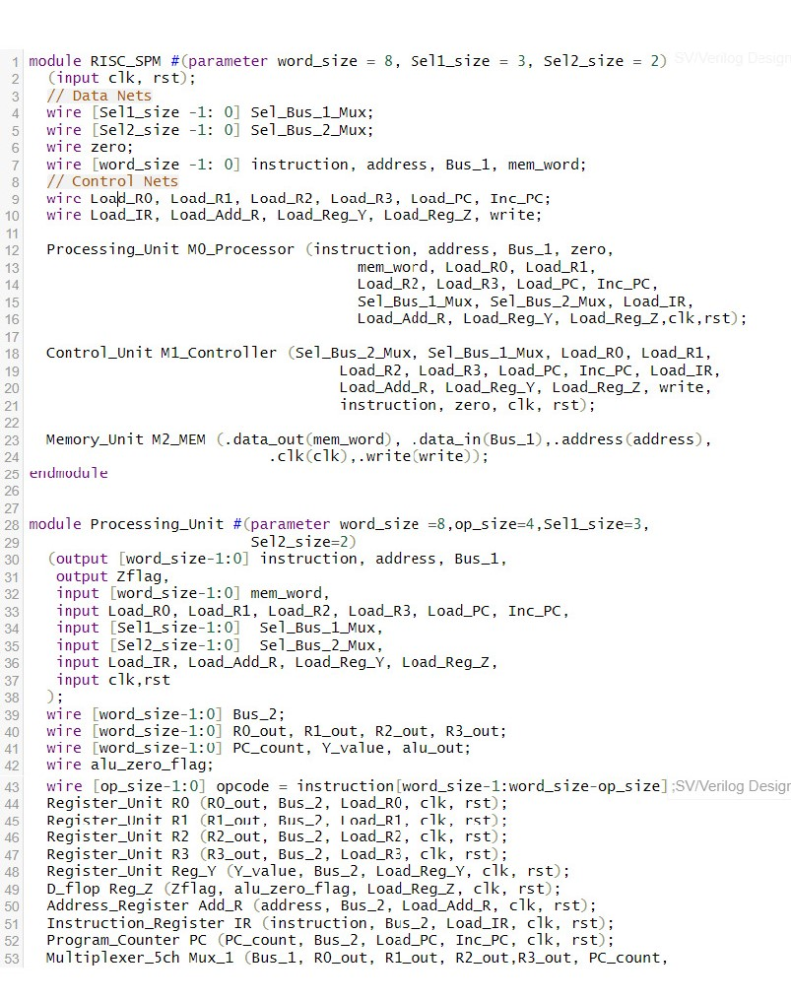 1 module RISC_SPM #(parameter word_size = 8, Sel1_size = 3, Sel2_size = 2) SV/Verilog Design
2 (input clk, rst);
3 // Data Nets
4 wire [Sel1_size -1: 0] Sel_Bus_1_Mux;
5 wire [Sel2_size -1: 0] Sel_Bus_2_Mux;
6 wire zero;
7 wire [word_size -1: 0] instruction, address, Bus_1, mem_word;
8 // Control Nets
9 wire Load_R0, Load_R1, Load_R2, Load_R3, Load_PC, Inc_PC;
10 wire Load_IR, Load_Add_R, Load_Reg_Y, Load_Reg_Z, write;
11
12 Processing_Unit M0_Processor (instruction, address, Bus_1, zero,
13 mem_word, Load_R0, Load_R1,
14 Load_R2, Load_R3, Load_PC, Inc_PC,
15 Sel_Bus_1_Mux, Sel_Bus_2_Mux, Load_IR,
16 Load_Add_R, Load_Reg_Y, Load_Reg_Z,clk,rst);
17
18 Control_Unit M1_Controller (Sel_Bus_2_Mux, Sel_Bus_1_Mux, Load_R0, Load_R1,
19 Load_R2, Load_R3, Load_PC, Inc_PC, Load_IR,
20 Load_Add_R, Load_Reg_Y, Load_Reg_Z, write,
21 instruction, zero, clk, rst);
22
23 Memory_Unit M2_MEM (.data_out(mem_word), .data_in(Bus_1),.address(address),
24 .clk(clk),.write(write));
25 endmodule
26
27
28 module Processing_Unit #(parameter word_size =8,op_size=4,Sel1_size=3,
29 Sel2_size=2)
30 (output [word_size-1:0] instruction, address, Bus_1,
31 output Zflag,
32 input [word_size-1:0] mem_word,
33 input Load_R0, Load_R1, Load_R2, Load_R3, Load_PC, Inc_PC,
34 input [Sel1_size-1:0] Sel_Bus_1_Mux,
35 input [Sel2_size-1:0] Sel_Bus_2_Mux,
36 input Load_IR, Load_Add_R, Load_Reg_Y, Load_Reg_Z,
37 input clk,rst
38 );
39 wire [word_size-1:0] Bus_2;
40 wire [word_size-1:0] R0_out, R1_out, R2_out, R3_out;
41 wire [word_size-1:0] PC_count, Y_value, alu_out;
42 wire alu_zero_flag;
43 wire [op_size-1:0] opcode = instruction[word_size-1:word_size-op_size];SV/Verilog Design
44 Register_Unit R0 (R0_out, Bus_2, Load_R0, clk, rst);
45 Register_Unit R1 (R1_out, Bus_2, Load_R1, clk, rst);
46 Register_Unit R2 (R2_out, Bus_2, Load_R2, clk, rst);
47 Register_Unit R3 (R3_out, Bus_2, Load_R3, clk, rst);
48 Register_Unit Reg_Y (Y_value, Bus_2, Load_Reg_Y, clk, rst);
49 D_flop Reg_Z (Zflag, alu_zero_flag, Load_Reg_Z, clk, rst);
50 Address_Register Add_R (address, Bus_2, Load_Add_R, clk, rst);
51 Instruction_Register IR (instruction, Bus_2, Load_IR, clk, rst);
52 Program_Counter PC (PC_count, Bus_2, Load_PC, Inc_PC, clk, rst);
53 Multiplexer_5ch Mux_1 (Bus_1, R0_out, R1_out, R2_out,R3_out, PC_count,